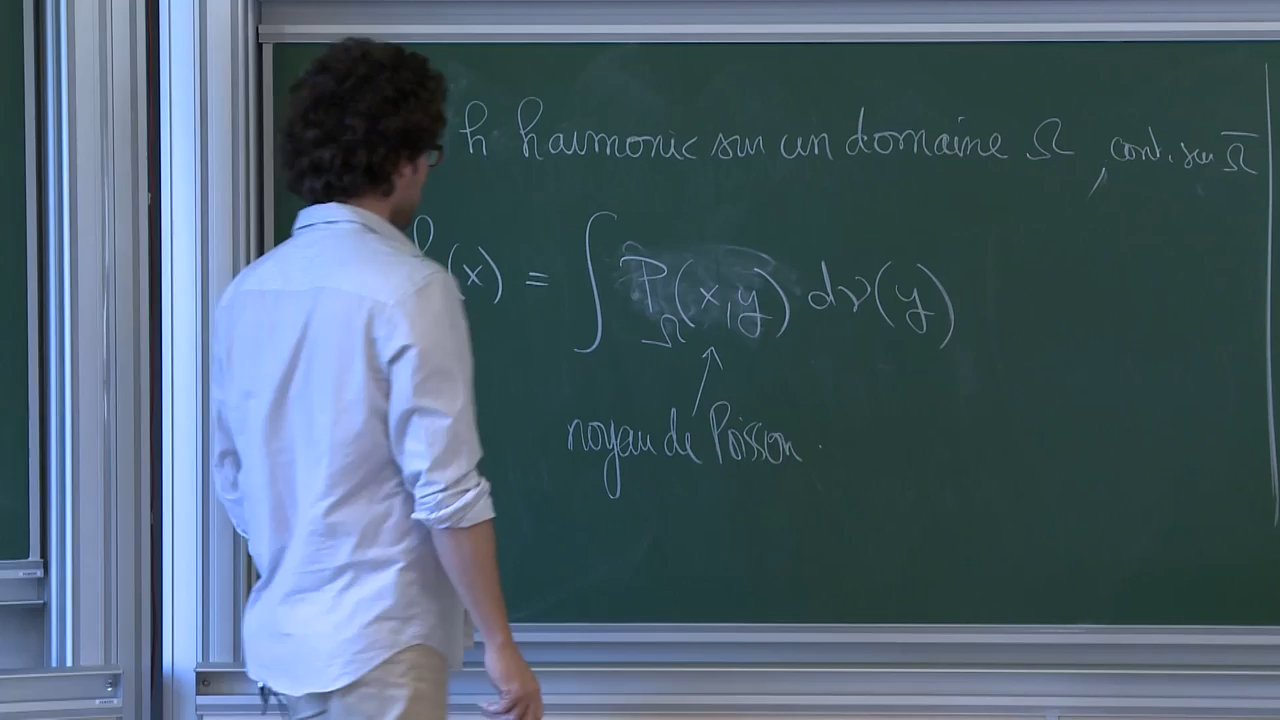 h harmonic sur un domaine Ω, cont. sur Ω̅
h(x) = ∫ P_Ω(x,y) dν(y)
noyau de Poisson.